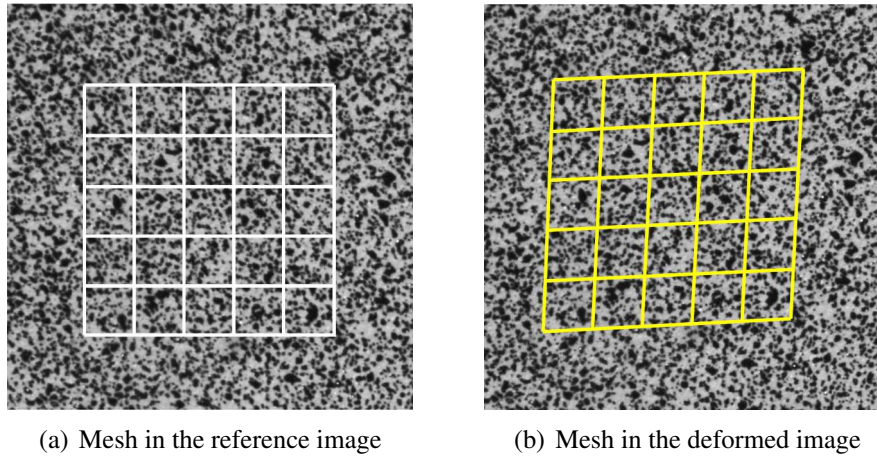 (a) Mesh in the reference image
(b) Mesh in the deformed image